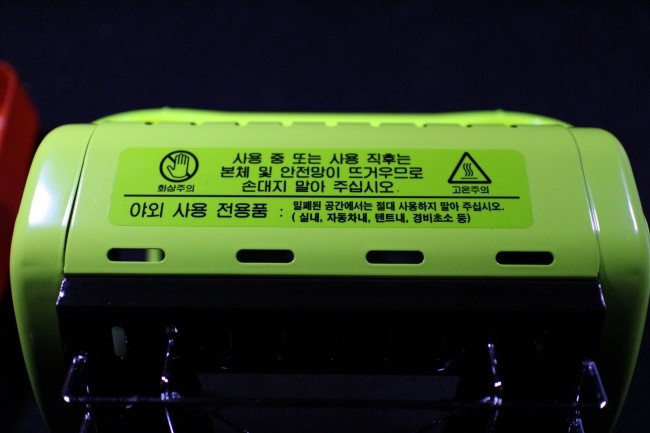 사용 중 또는 사용 직후는
본체 및 안전망이 뜨거우므로
손대지 말아 주십시오.
화상주의
고온주의
야외 사용 전용품 : 밀폐된 공간에서는 절대 사용하지 말아 주십시오.
( 실내, 자동차내, 텐트내, 경비초소 등)